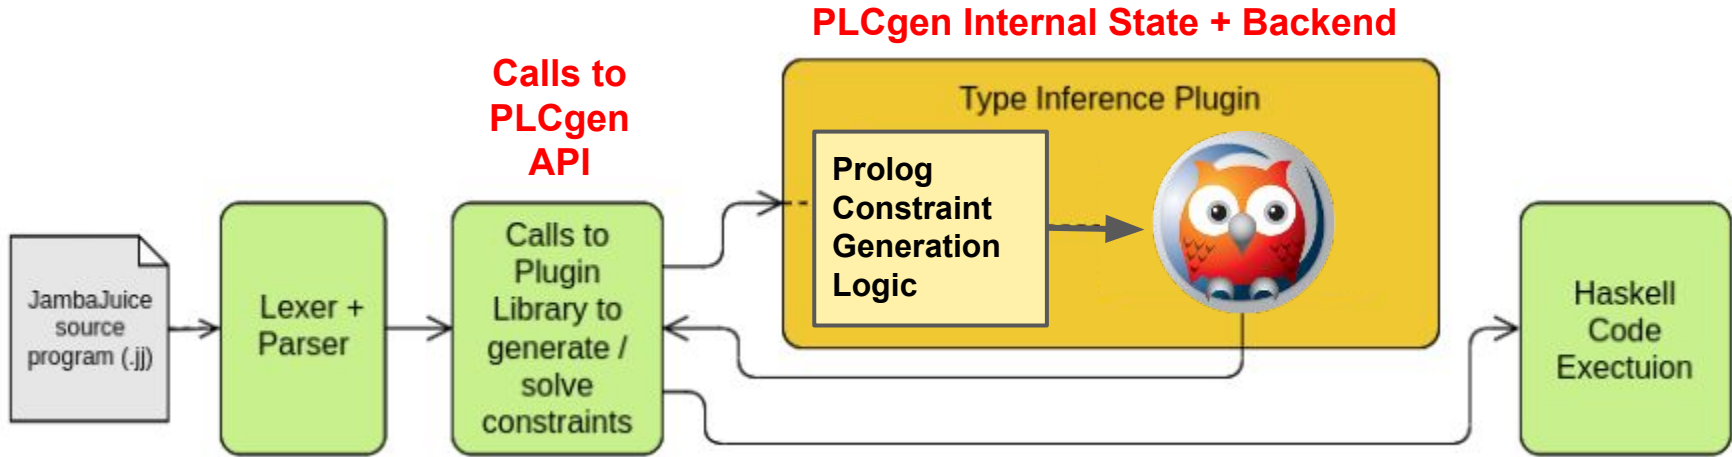 PLCgen Internal State + Backend
Calls to
PLCgen
API
Type Inference Plugin
Prolog
Constraint
Generation
Logic
JambaJuice
source
program (.jj)
Lexer +
Parser
Calls to
Plugin
Library to
generate /
solve
constraints
Haskell
Code
Exectuion